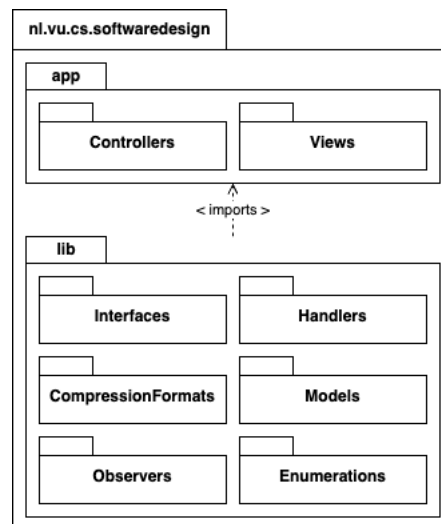 nl.vu.cs.softwaredesign
app
Controllers
Views
< imports >
lib
Interfaces
Handlers
CompressionFormats
Models
Observers
Enumerations